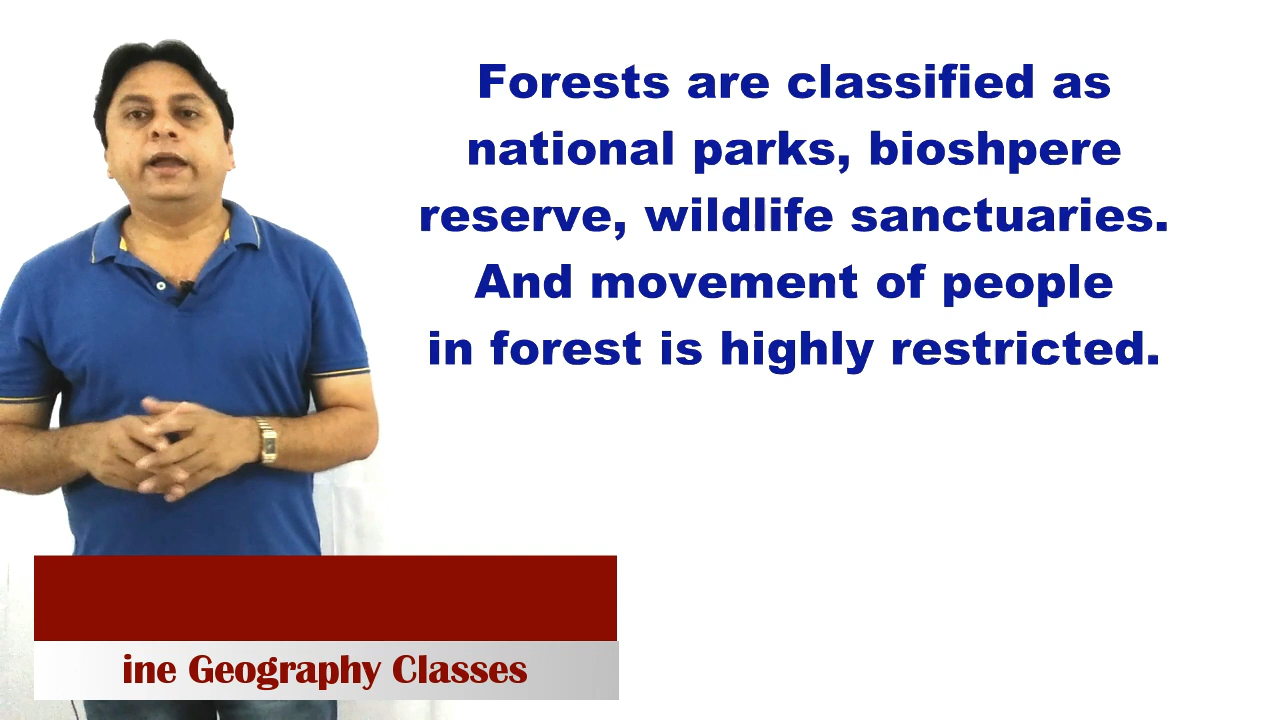 Forests are classified as
national parks, bioshpere
reserve, wildlife sanctuaries.
And movement of people
in forest is highly restricted.
ine Geography Classes